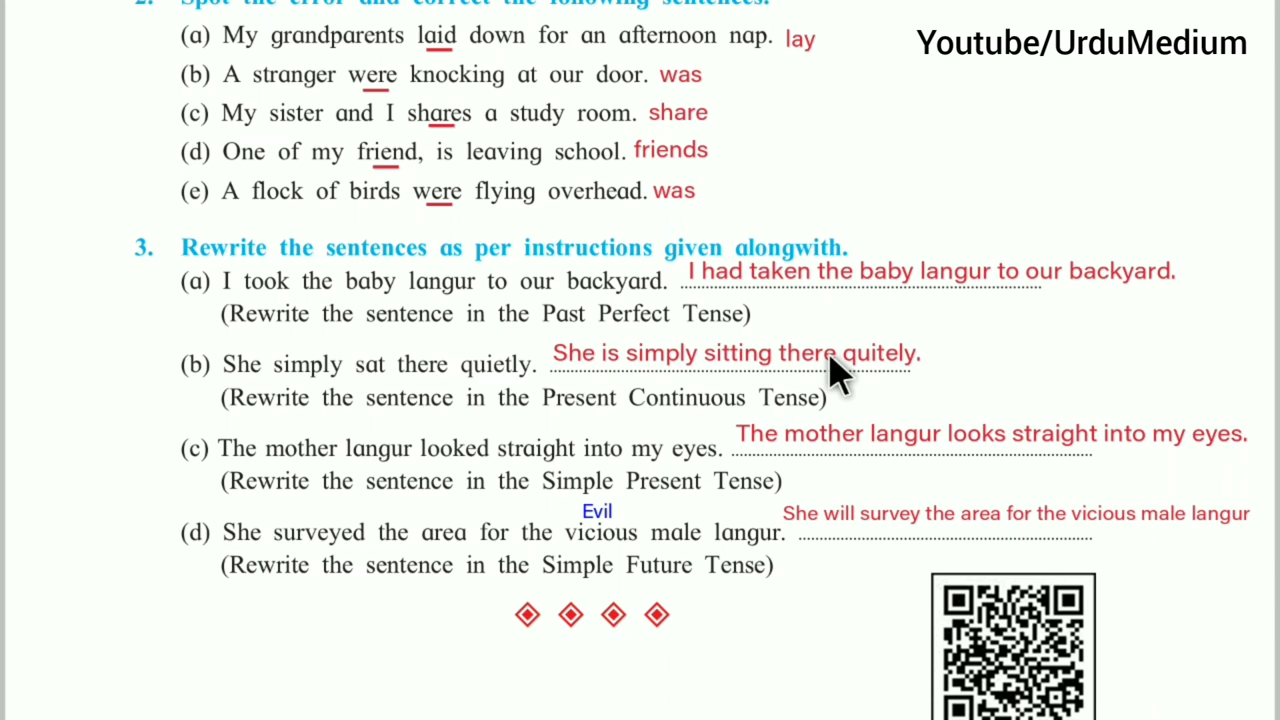 2. Spot the error and correct the following sentences.
(a) My grandparents laid down for an afternoon nap. lay
Youtube/UrduMedium
(b) A stranger were knocking at our door. was
(c) My sister and I shares a study room. share
(d) One of my friend, is leaving school. friends
(e) A flock of birds were flying overhead. was
3. Rewrite the sentences as per instructions given alongwith.
(a) I took the baby langur to our backyard. I had taken the baby langur to our backyard.
(Rewrite the sentence in the Past Perfect Tense)
(b) She simply sat there quietly. She is simply sitting there quitely.
(Rewrite the sentence in the Present Continuous Tense)
(c) The mother langur looked straight into my eyes. The mother langur looks straight into my eyes.
(Rewrite the sentence in the Simple Present Tense)
Evil
(d) She surveyed the area for the vicious male langur. She will survey the area for the vicious male langur
(Rewrite the sentence in the Simple Future Tense)